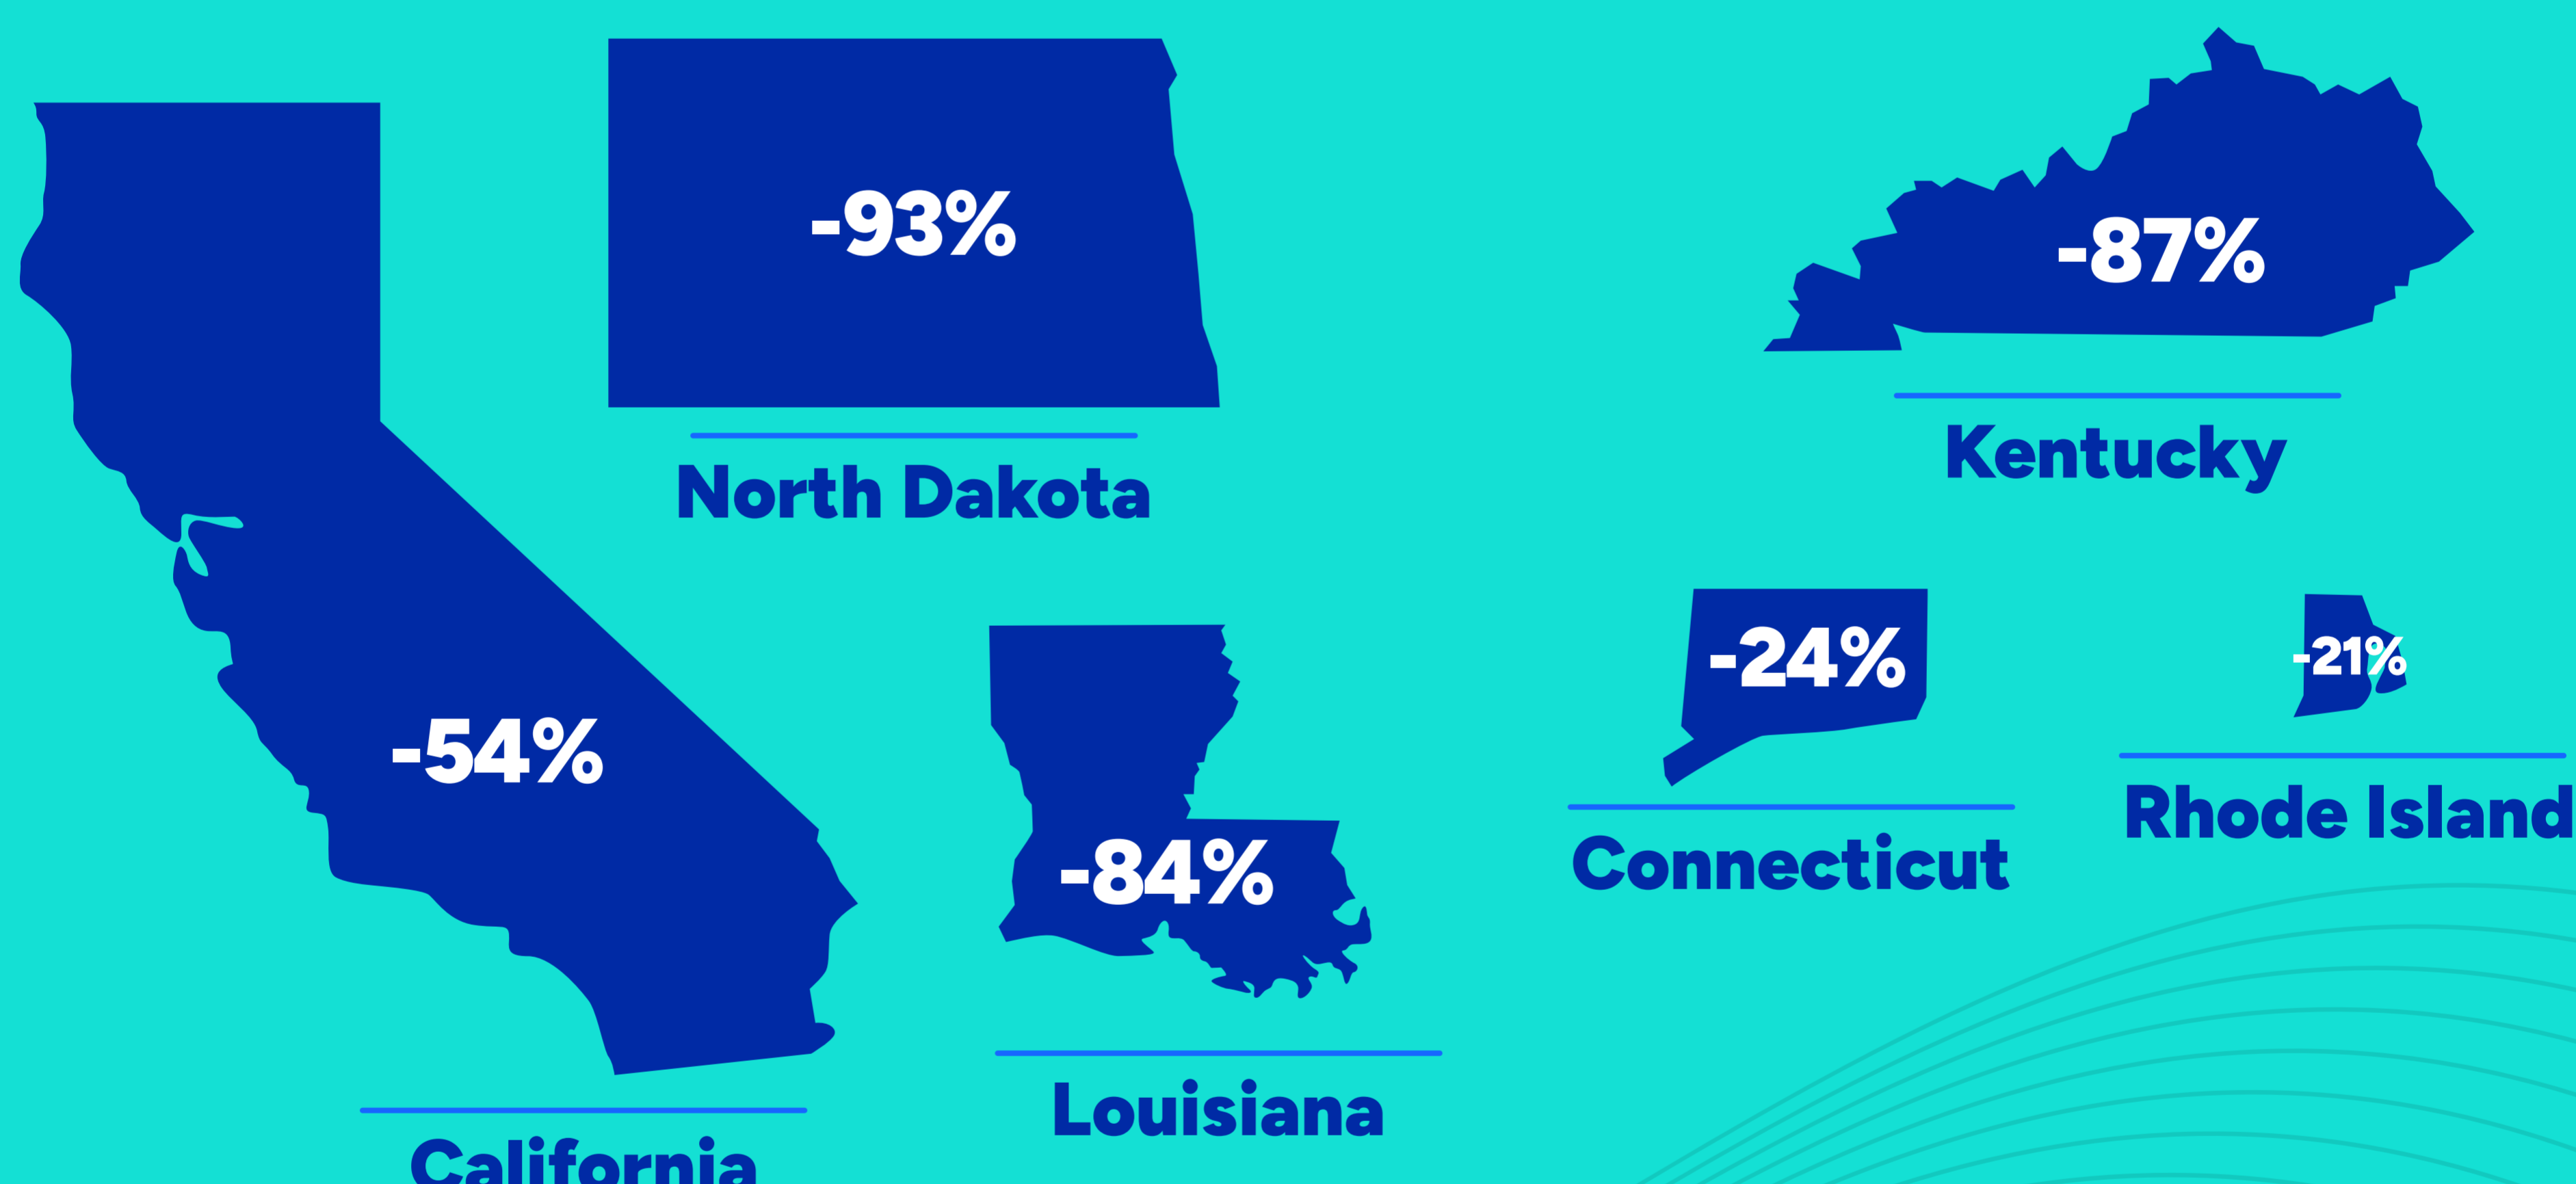 -93%
North Dakota
-87%
Kentucky
-54%
California
-84%
Louisiana
-24%
Connecticut
-21%
Rhode Island